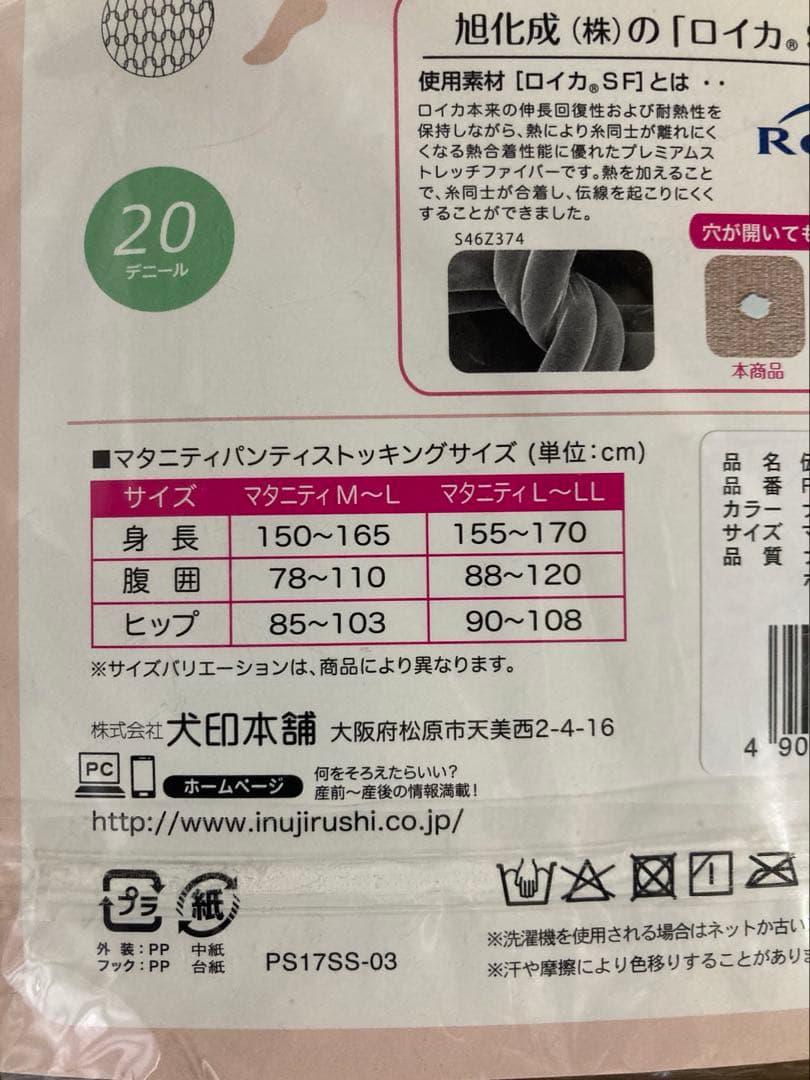 旭化成(株)の「ロイカ®
使用素材[ロイカ®SF]とは・・
ロイカ本来の伸長回復性および耐熱性を
保持しながら、熱により糸同士が離れにく
くなる熱合着性能に優れたプレミアムス
トレッチファイバーです。熱を加えること
で、糸同士が合着し、伝線を起こりにくく
することができました。
S46Z374
穴が開いても
本商品
20
デニール
■マタニティパンティストッキングサイズ (単位:cm)
サイズ マタニティM〜L マタニティL〜LL
身長 150〜165 155〜170
腹囲 78〜110 88〜120
ヒップ 85〜103 90〜108
※サイズバリエーションは、商品により異なります。
品名
品番
カラー
サイズ
品質
4 90
株式会社 犬印本舗 大阪府松原市天美西2-4-16
PC
ホームページ
何をそろえたらいい?
産前〜産後の情報満載!
http://www.inujirushi.co.jp/
プラ
紙
外装:PP
フック:PP
中紙
台紙
PS17SS-03
※洗濯機を使用される場合はネットか古い
※汗や摩擦により色移りすることがありま